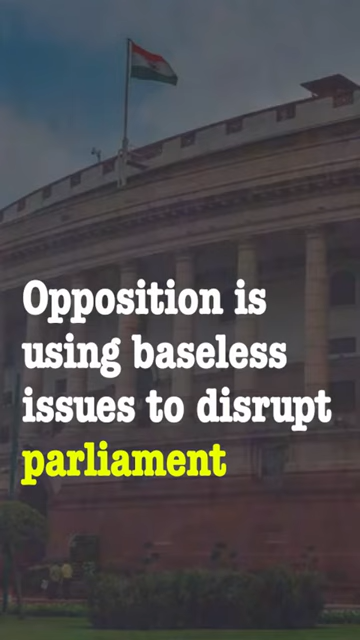 Opposition is
using baseless
issues to disrupt
parliament